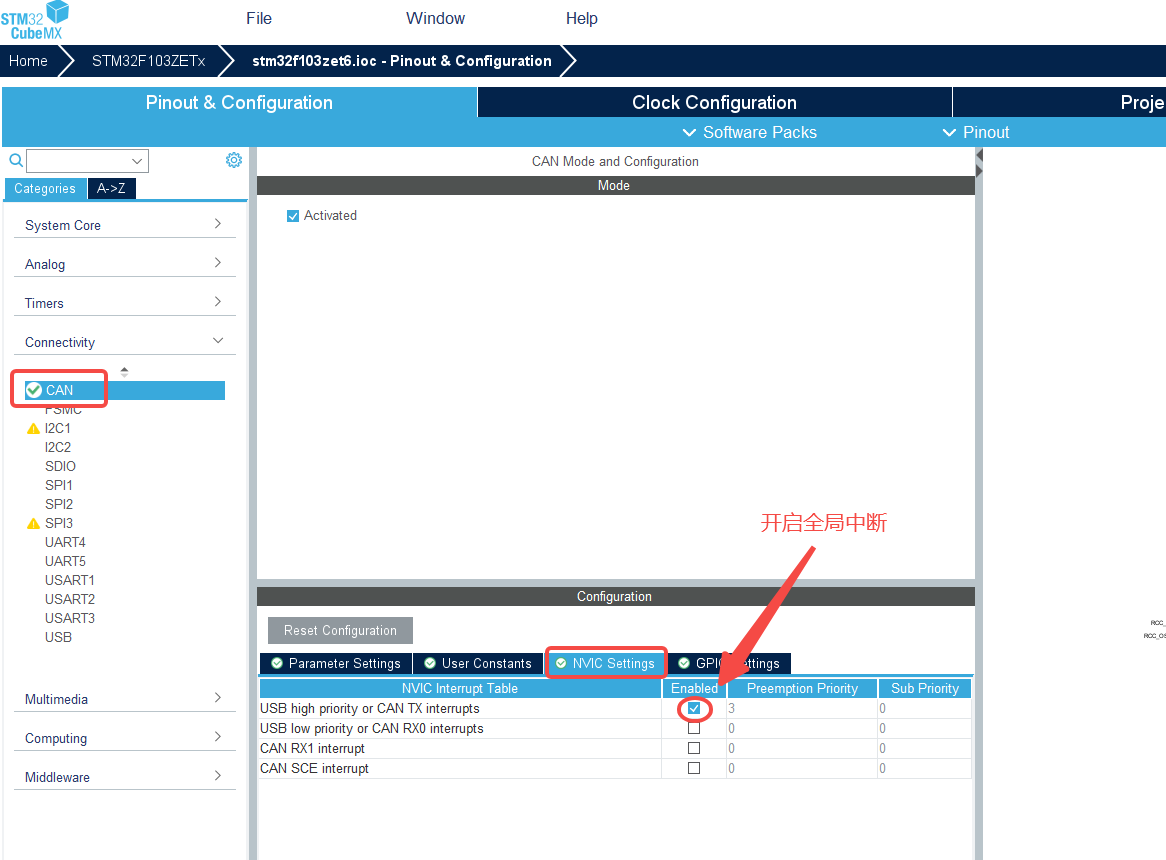 STM32
CubeMX
File
Window
Help
Home
STM32F103ZETx
stm32f103zet6.ioc - Pinout & Configuration
Pinout & Configuration
Clock Configuration
Proje
Software Packs
Pinout
Categories
A->Z
System Core
Analog
Timers
Connectivity
CAN
FSMC
I2C1
I2C2
SDIO
SPI1
SPI2
SPI3
UART4
UART5
USART1
USART2
USART3
USB
Multimedia
Computing
Middleware
CAN Mode and Configuration
Mode
Activated
开启全局中断
RCC_
RCC_OS
Configuration
Reset Configuration
Parameter Settings
User Constants
NVIC Settings
GPIO Settings
NVIC Interrupt Table
Enabled
Preemption Priority
Sub Priority
USB high priority or CAN TX interrupts
3
0
USB low priority or CAN RX0 interrupts
0
0
CAN RX1 interrupt
0
0
CAN SCE interrupt
0
0